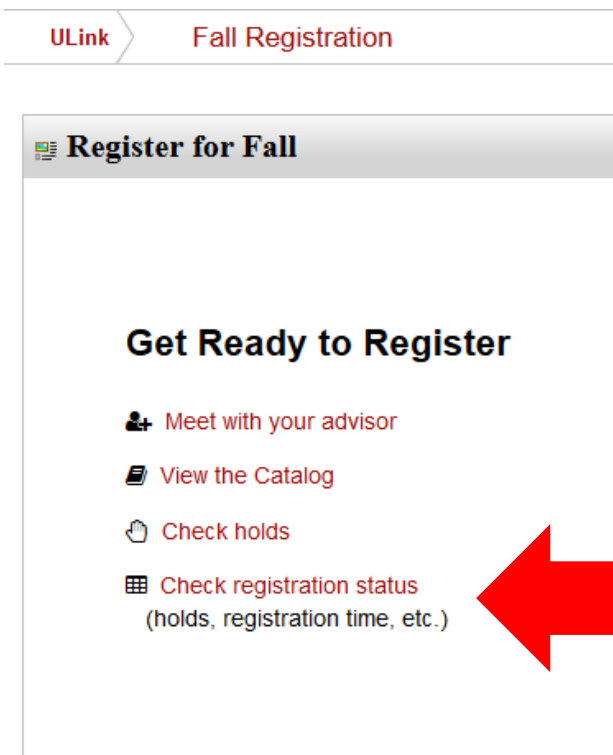 ULink Fall Registration
Register for Fall
Get Ready to Register
Meet with your advisor
View the Catalog
Check holds
Check registration status
(holds, registration time, etc.)